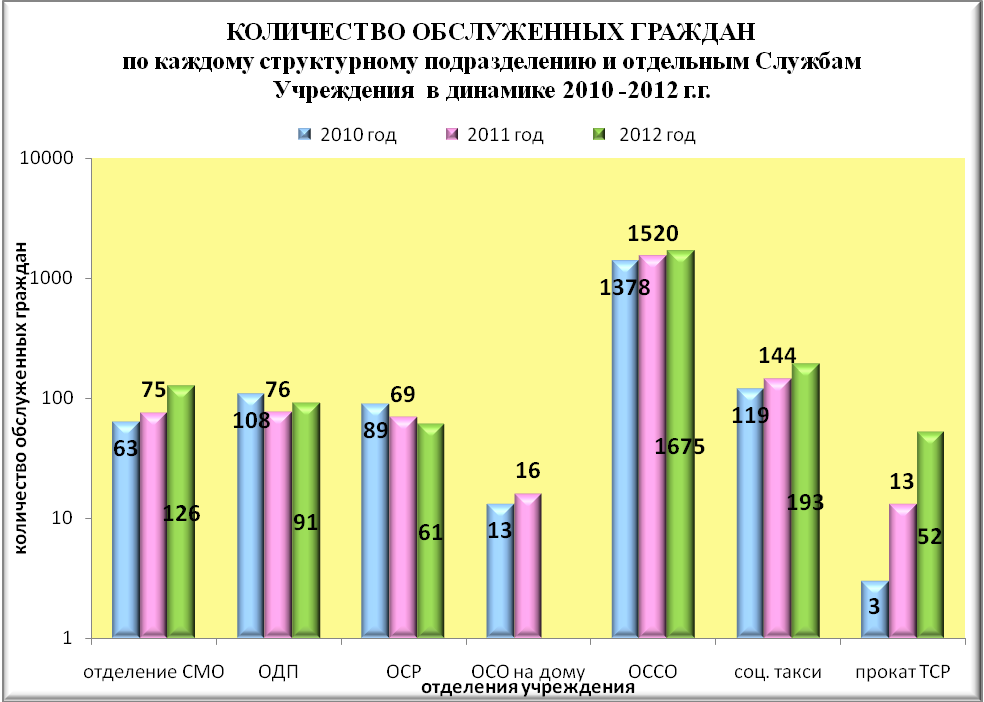 КОЛИЧЕСТВО ОБСЛУЖЕННЫХ ГРАЖДАН
по каждому структурному подразделению и отдельным Службам
Учреждения в динамике 2010 -2012 г.г.
2010 год 2011 год 2012 год
количество обслуженных граждан
10000
1000
100
10
1
63 75 126
108 76 91
89 69 61
13 16
1378 1520 1675
119 144 193
3 13 52
отделение СМО ОДП ОСР ОСО на дому ОССО соц. такси прокат ТСР
отделения учреждения